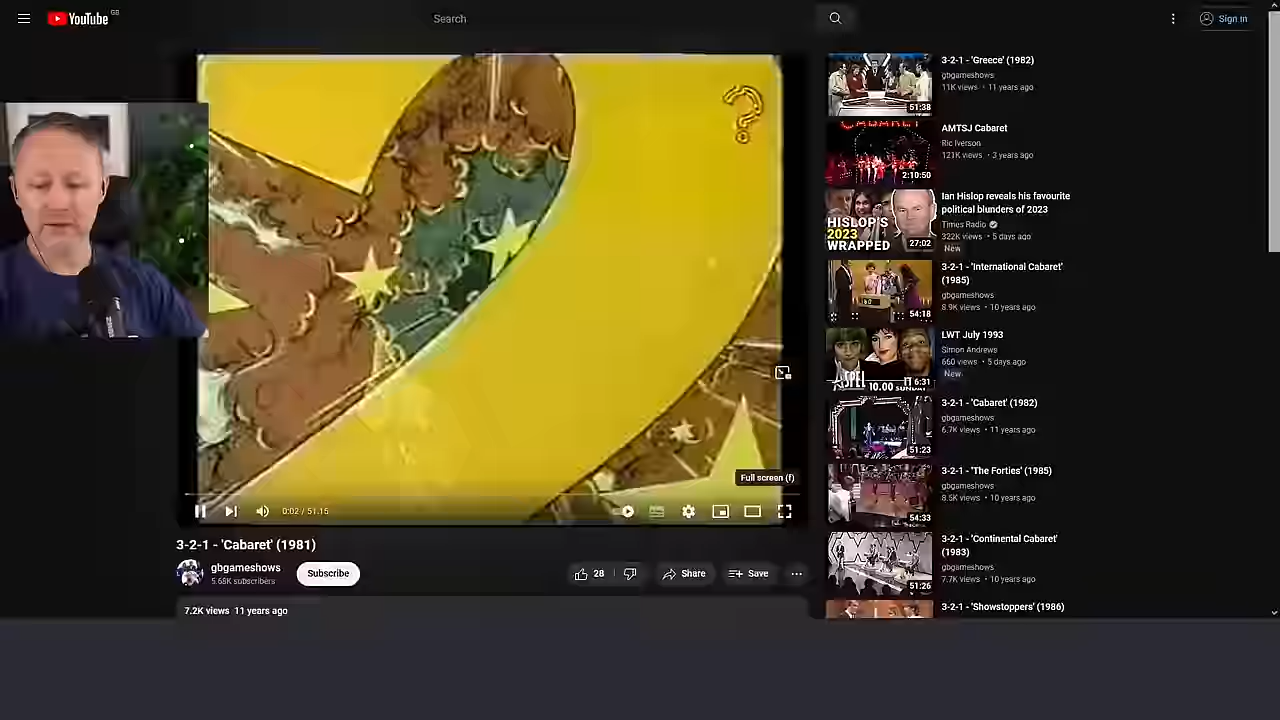 YouTube GB
Search
Sign in
Full screen (f)
0:02 / 51:15
3-2-1 - 'Cabaret' (1981)
gbgameshows
5.68K subscribers
Subscribe
28
Share
Save
7.2K views 11 years ago
3-2-1 - 'Greece' (1982)
gbgameshows
11K views • 11 years ago
51:38
AMTSJ Cabaret
Ric Iverson
121K views • 3 years ago
2:10:50
Ian Hislop reveals his favourite
political blunders of 2023
Times Radio
322K views • 5 days ago
New
HISLOP'S
2023
WRAPPED
27:02
3-2-1 - 'International Cabaret'
(1985)
gbgameshows
8.9K views • 10 years ago
54:18
LWT July 1993
Simon Andrews
660 views • 5 days ago
New
ASPEL 10.00 SUNDAY
6:31
3-2-1 - 'Cabaret' (1982)
gbgameshows
6.7K views • 11 years ago
51:23
3-2-1 - 'The Forties' (1985)
gbgameshows
8.5K views • 10 years ago
54:33
3-2-1 - 'Continental Cabaret'
(1983)
gbgameshows
7.7K views • 10 years ago
51:26
3-2-1 - 'Showstoppers' (1986)